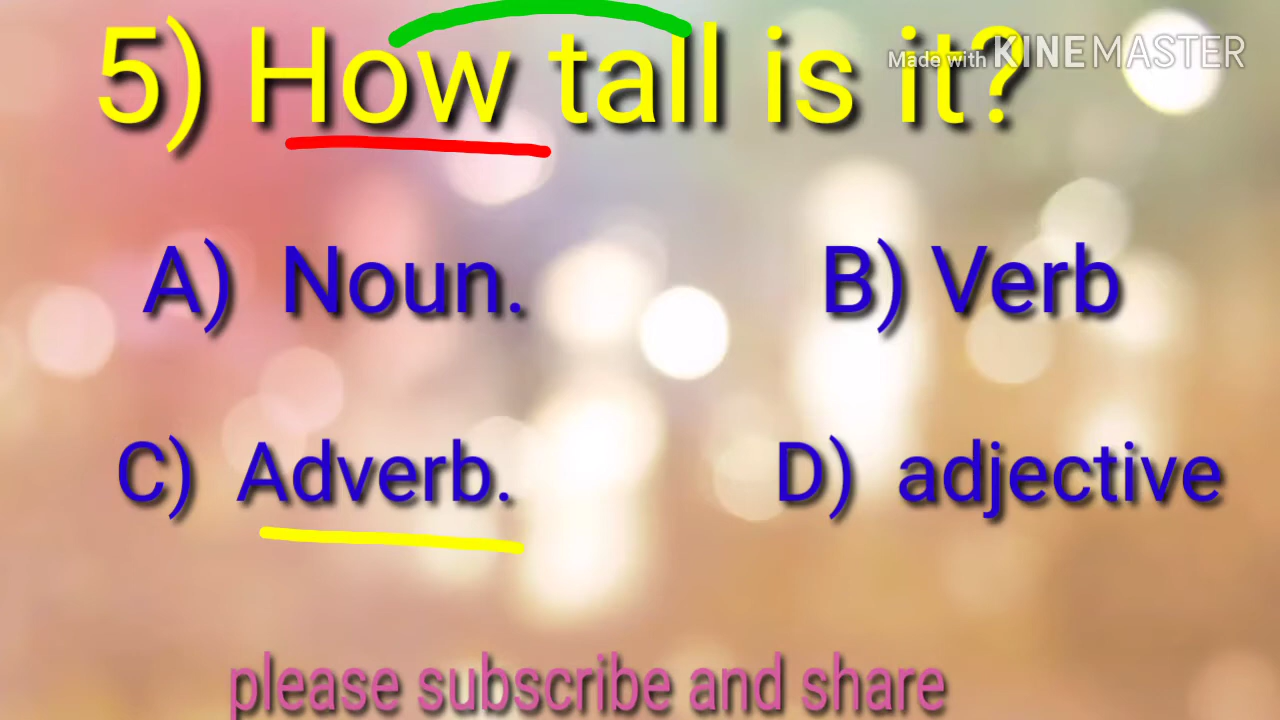 5) How tall is it?
Made with KINEMASTER
A) Noun.
B) Verb
C) Adverb.
D) adjective
please subscribe and share